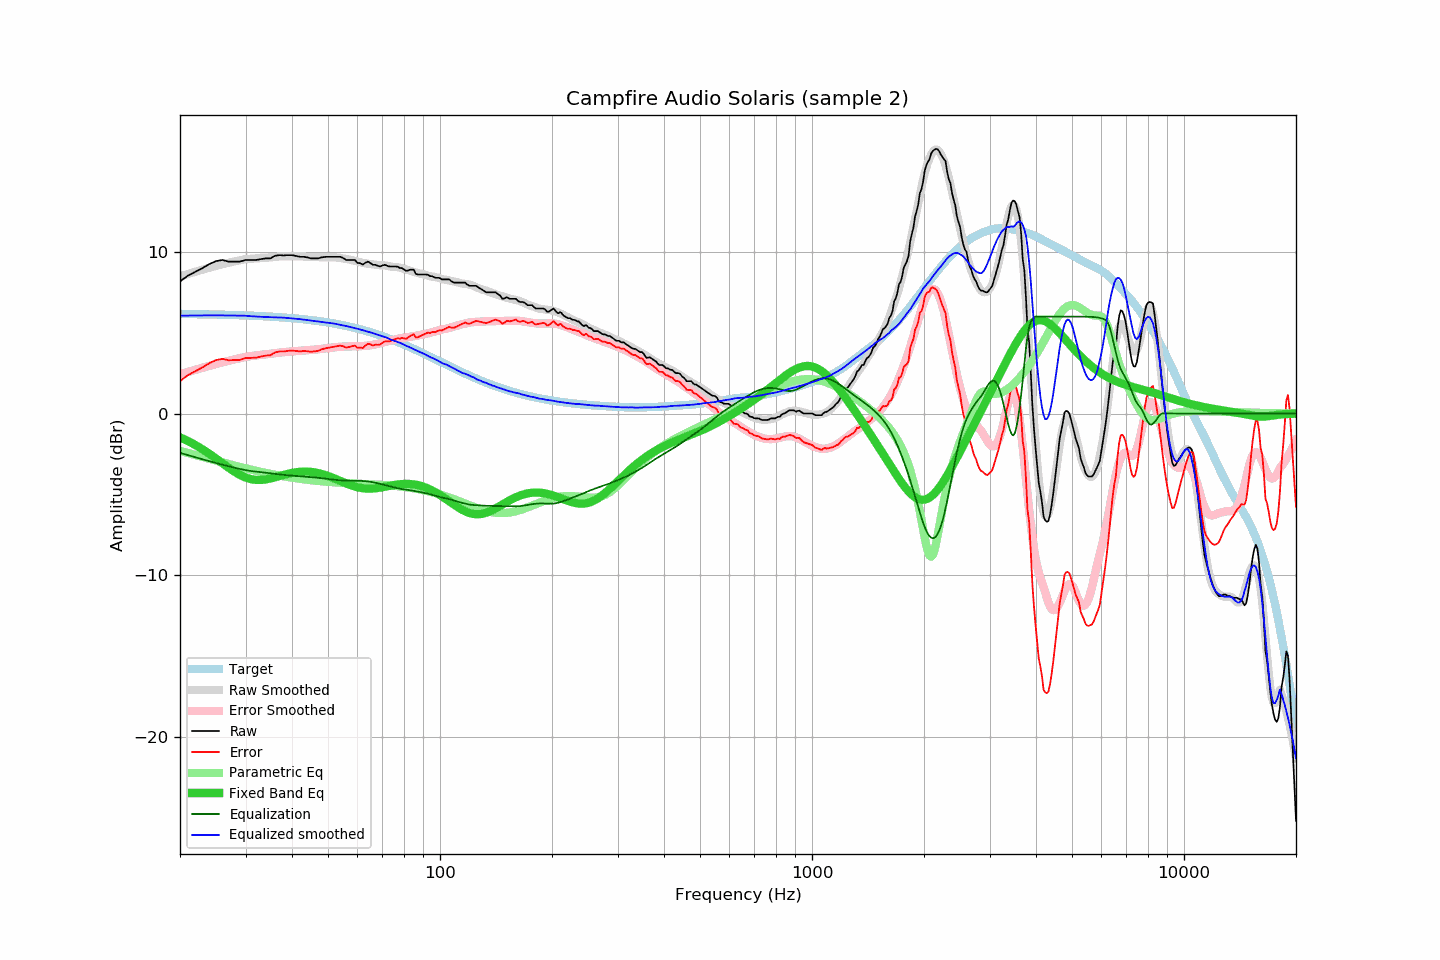 Campfire Audio Solaris (sample 2)
Amplitude (dBr)
10
0
−10
−20
Target
Raw Smoothed
Error Smoothed
Raw
Error
Parametric Eq
Fixed Band Eq
Equalization
Equalized smoothed
100
1000
10000
Frequency (Hz)